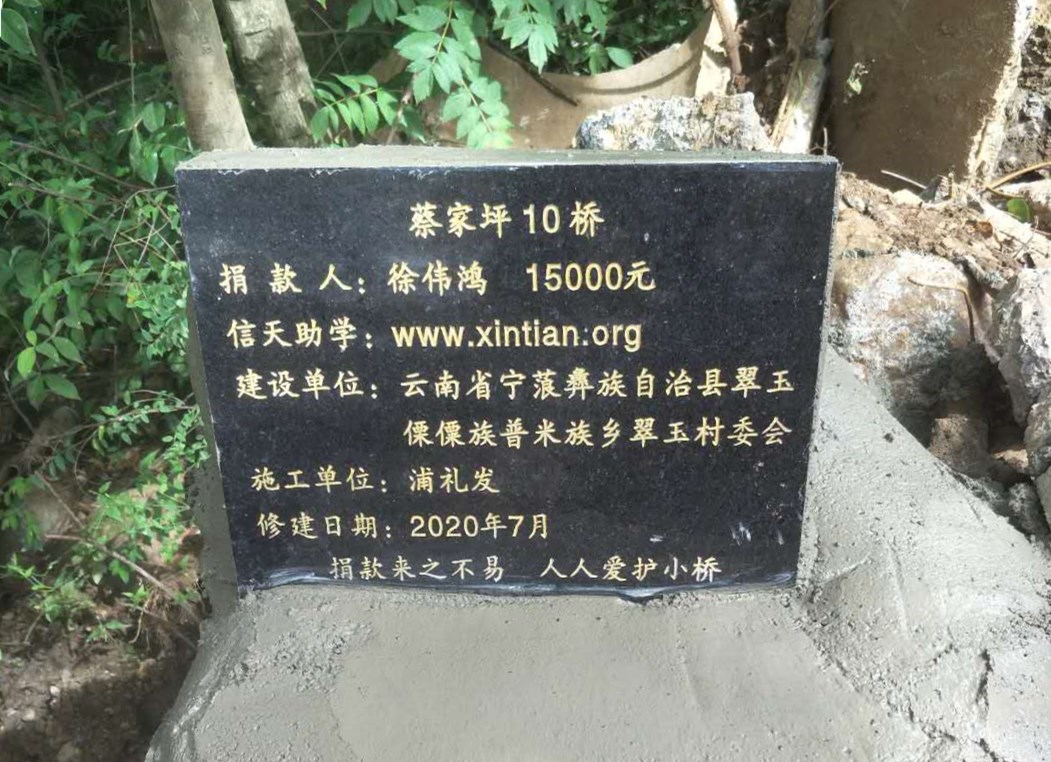 蔡家坪10桥
捐款人：徐伟鸿 15000元
信天助学：www.xintian.org
建设单位：云南省宁蒗彝族自治县翠玉
傈僳族普米族乡翠玉村委会
施工单位：浦礼发
修建日期：2020年7月
捐款来之不易 人人爱护小桥